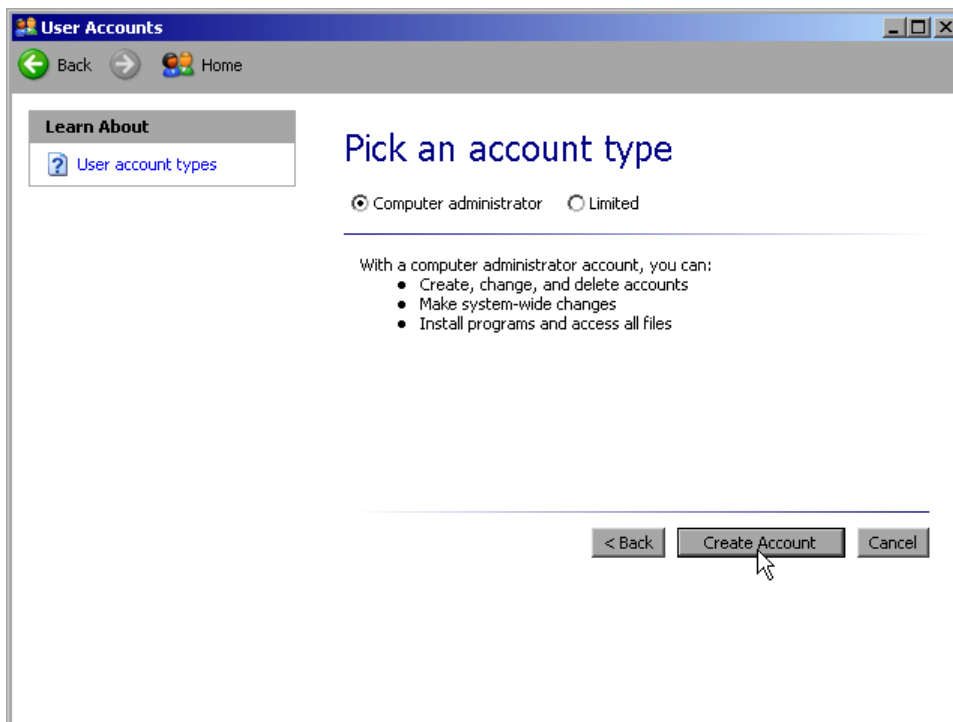 User Accounts
Back
Home
Learn About
User account types
Pick an account type
Computer administrator
Limited
With a computer administrator account, you can:
● Create, change, and delete accounts
● Make system-wide changes
● Install programs and access all files
< Back
Create Account
Cancel